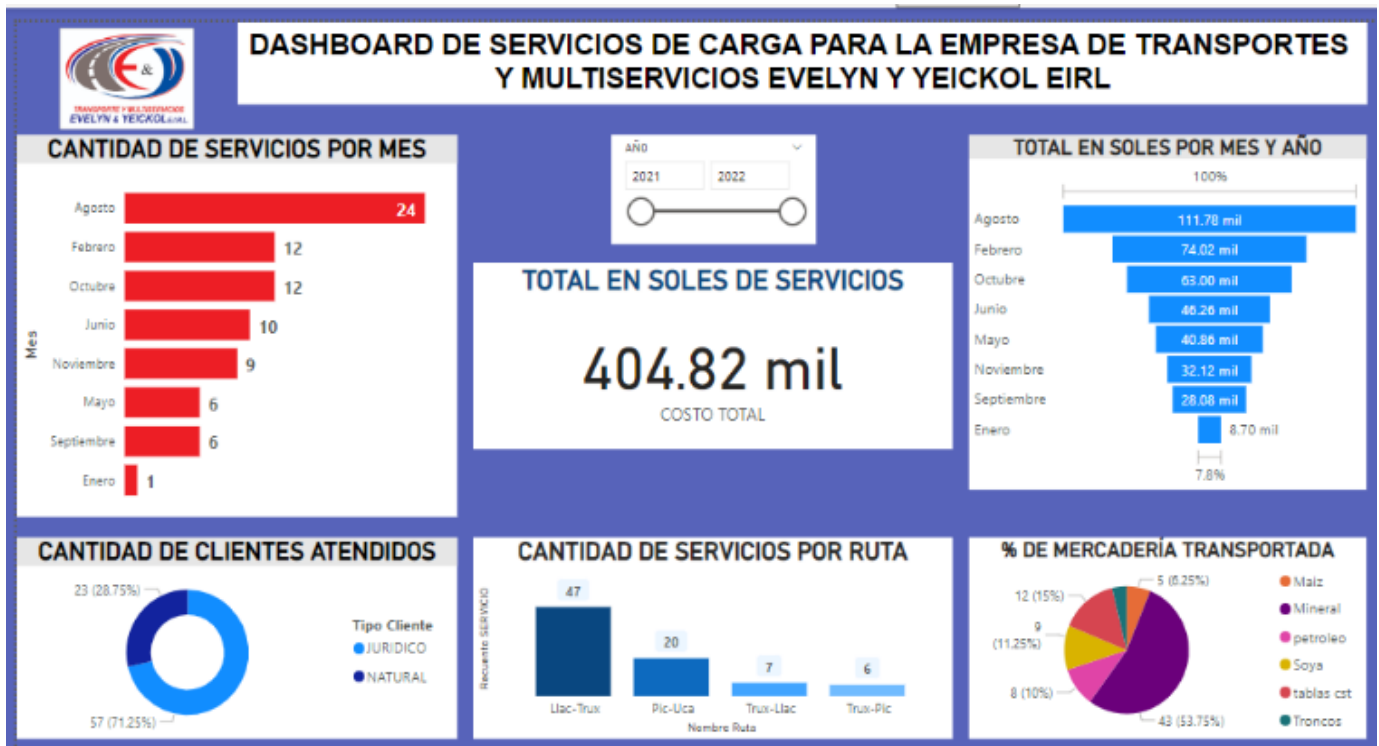 DASHBOARD DE SERVICIOS DE CARGA PARA LA EMPRESA DE TRANSPORTES
Y MULTISERVICIOS EVELYN Y YEICKOL EIRL
E & Y
TRANSPORTE Y MULTISERVICIOS
EVELYN & YEICKOL E.I.R.L.
CANTIDAD DE SERVICIOS POR MES
Mes
Agosto 24
Febrero 12
Octubre 12
Junio 10
Noviembre 9
Mayo 6
Septiembre 6
Enero 1
AÑO
2021 2022
TOTAL EN SOLES DE SERVICIOS
404.82 mil
COSTO TOTAL
TOTAL EN SOLES POR MES Y AÑO
100%
Agosto 111.78 mil
Febrero 74.02 mil
Octubre 63.00 mil
Junio 46.26 mil
Mayo 40.86 mil
Noviembre 32.12 mil
Septiembre 28.08 mil
Enero 8.70 mil
7.8%
CANTIDAD DE CLIENTES ATENDIDOS
23 (28.75%)
57 (71.25%)
Tipo Cliente
JURIDICO
NATURAL
CANTIDAD DE SERVICIOS POR RUTA
Recuento SERVICIO
47 20 7 6
Llac-Trux Pic-Uca Trux-Llac Trux-Pic
Nombre Ruta
% DE MERCADERÍA TRANSPORTADA
5 (6.25%)
12 (15%)
9
(11.25%)
8 (10%)
43 (53.75%)
Maiz
Mineral
petroleo
Soya
tablas cst
Troncos